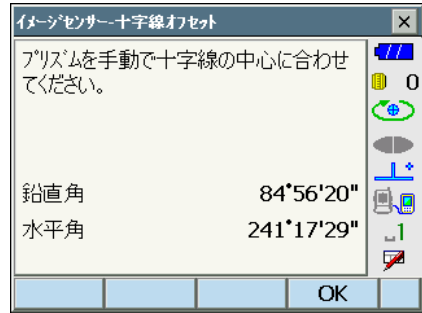 ｲﾒｰｼﾞｾﾝｻｰ-十字線ｵﾌｾｯﾄ
ﾌﾟﾘｽﾞﾑを手動で十字線の中心に合わせ
てください。
0
鉛直角 84ﾟ56'20"
水平角 241ﾟ17'29"
1
OK